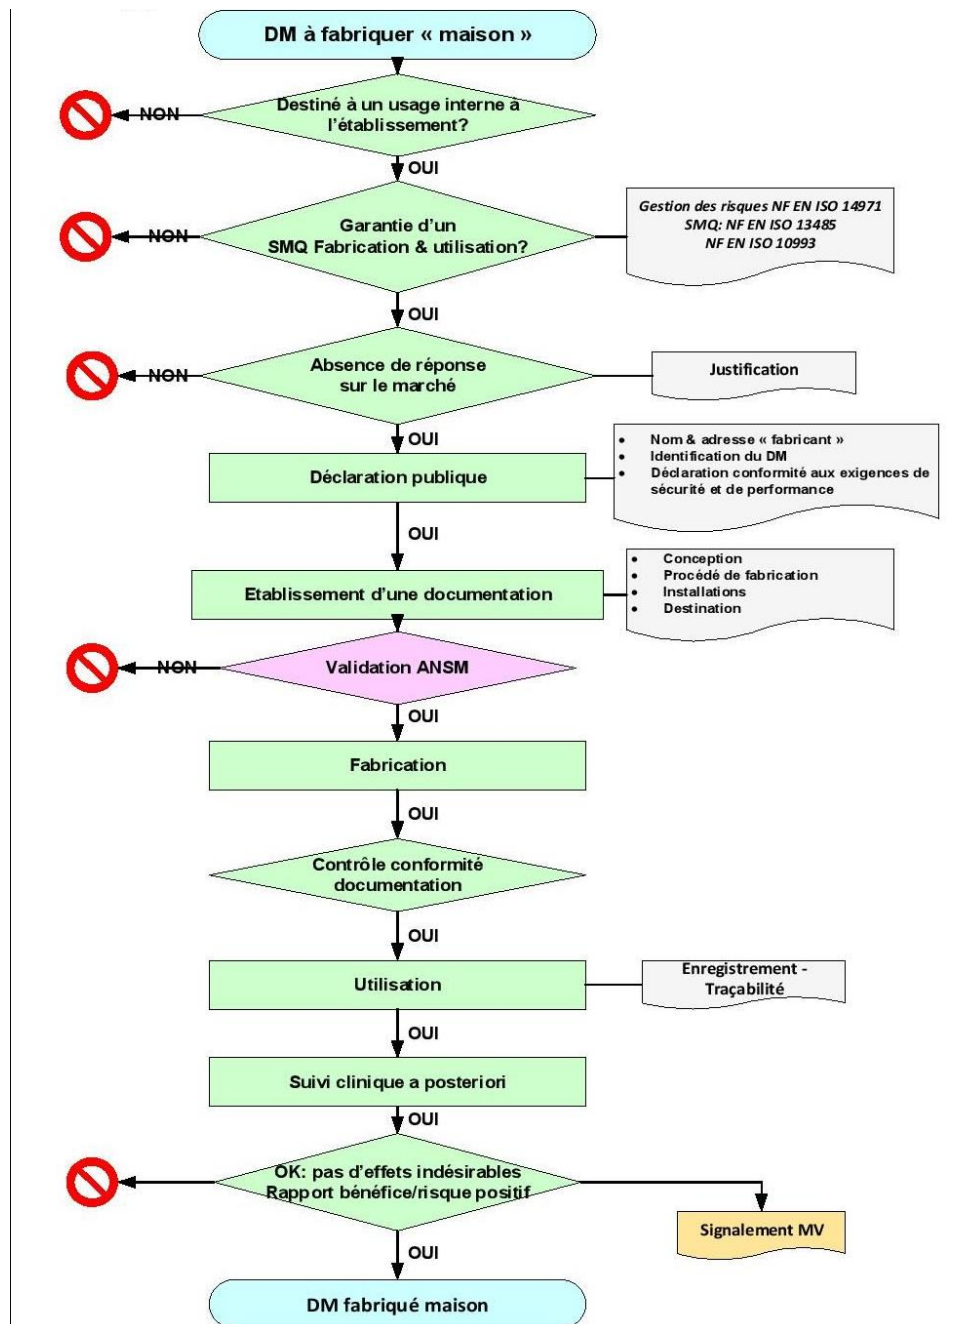 DM à fabriquer « maison »
Destiné à un usage interne à
l'établissement?
NON
OUI
Garantie d'un
SMQ Fabrication & utilisation?
NON
Gestion des risques NF EN ISO 14971
SMQ: NF EN ISO 13485
NF EN ISO 10993
OUI
Absence de réponse
sur le marché
NON
Justification
OUI
Déclaration publique
• Nom & adresse « fabricant »
• Identification du DM
• Déclaration conformité aux exigences de
sécurité et de performance
OUI
Etablissement d'une documentation
• Conception
• Procédé de fabrication
• Installations
• Destination
Validation ANSM
NON
OUI
Fabrication
OUI
Contrôle conformité
documentation
OUI
Utilisation
Enregistrement -
Traçabilité
OUI
Suivi clinique a posteriori
OUI
OK: pas d'effets indésirables
Rapport bénéfice/risque positif
Signalement MV
OUI
DM fabriqué maison